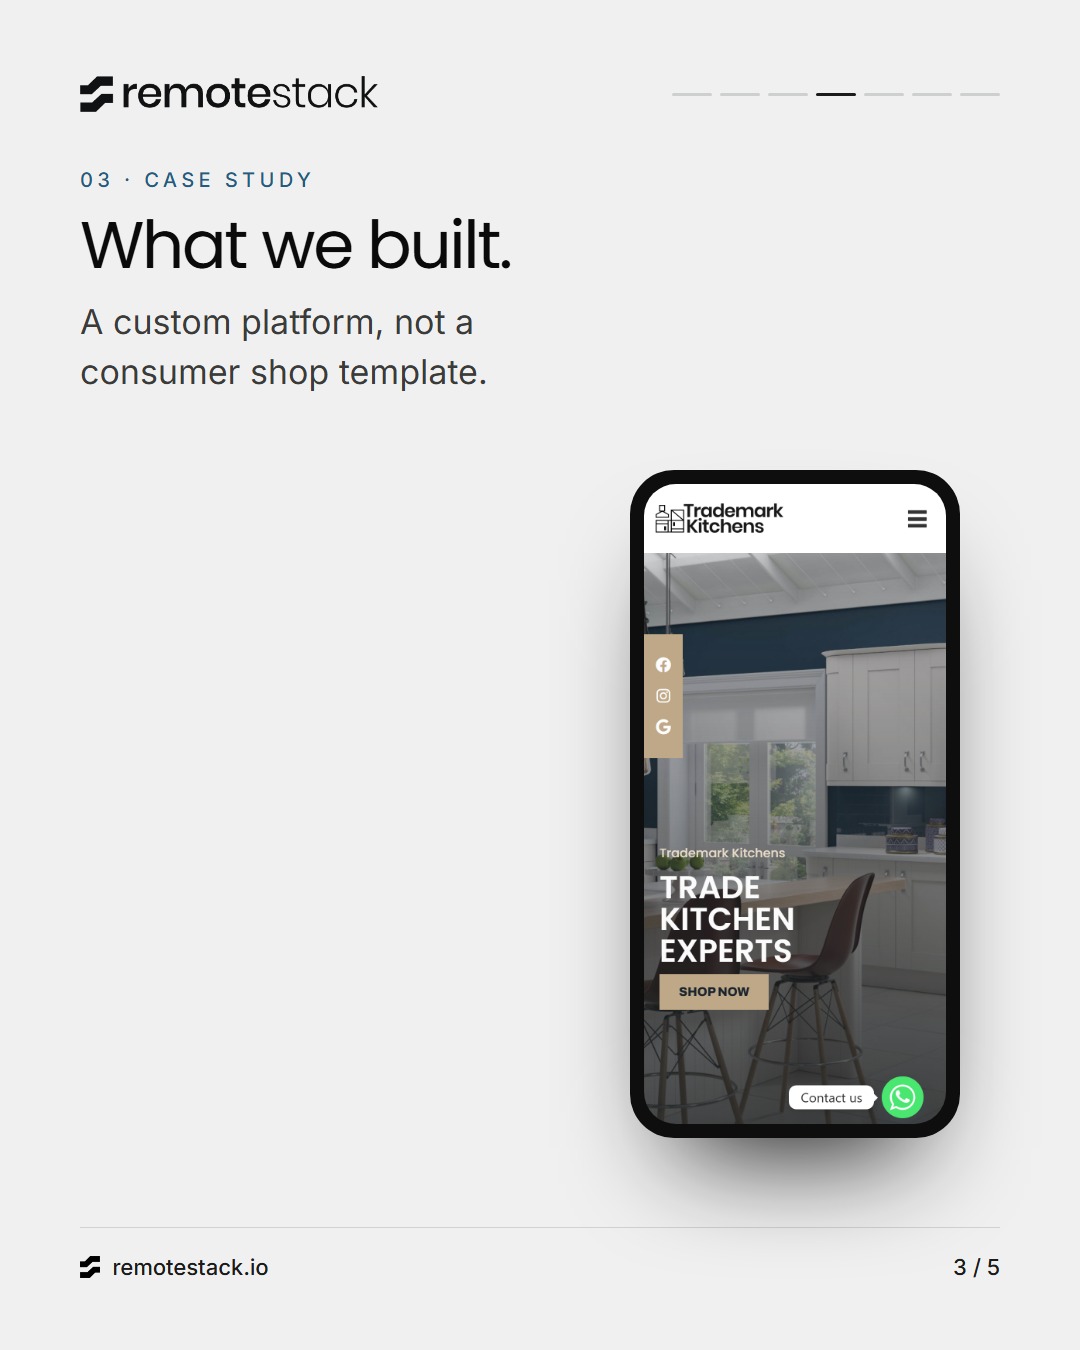 remotestack
03 · CASE STUDY
What we built.
A custom platform, not a
consumer shop template.
Trademark
Kitchens
Trademark Kitchens
TRADE
KITCHEN
EXPERTS
SHOP NOW
Contact us
remotestack.io
3 / 5